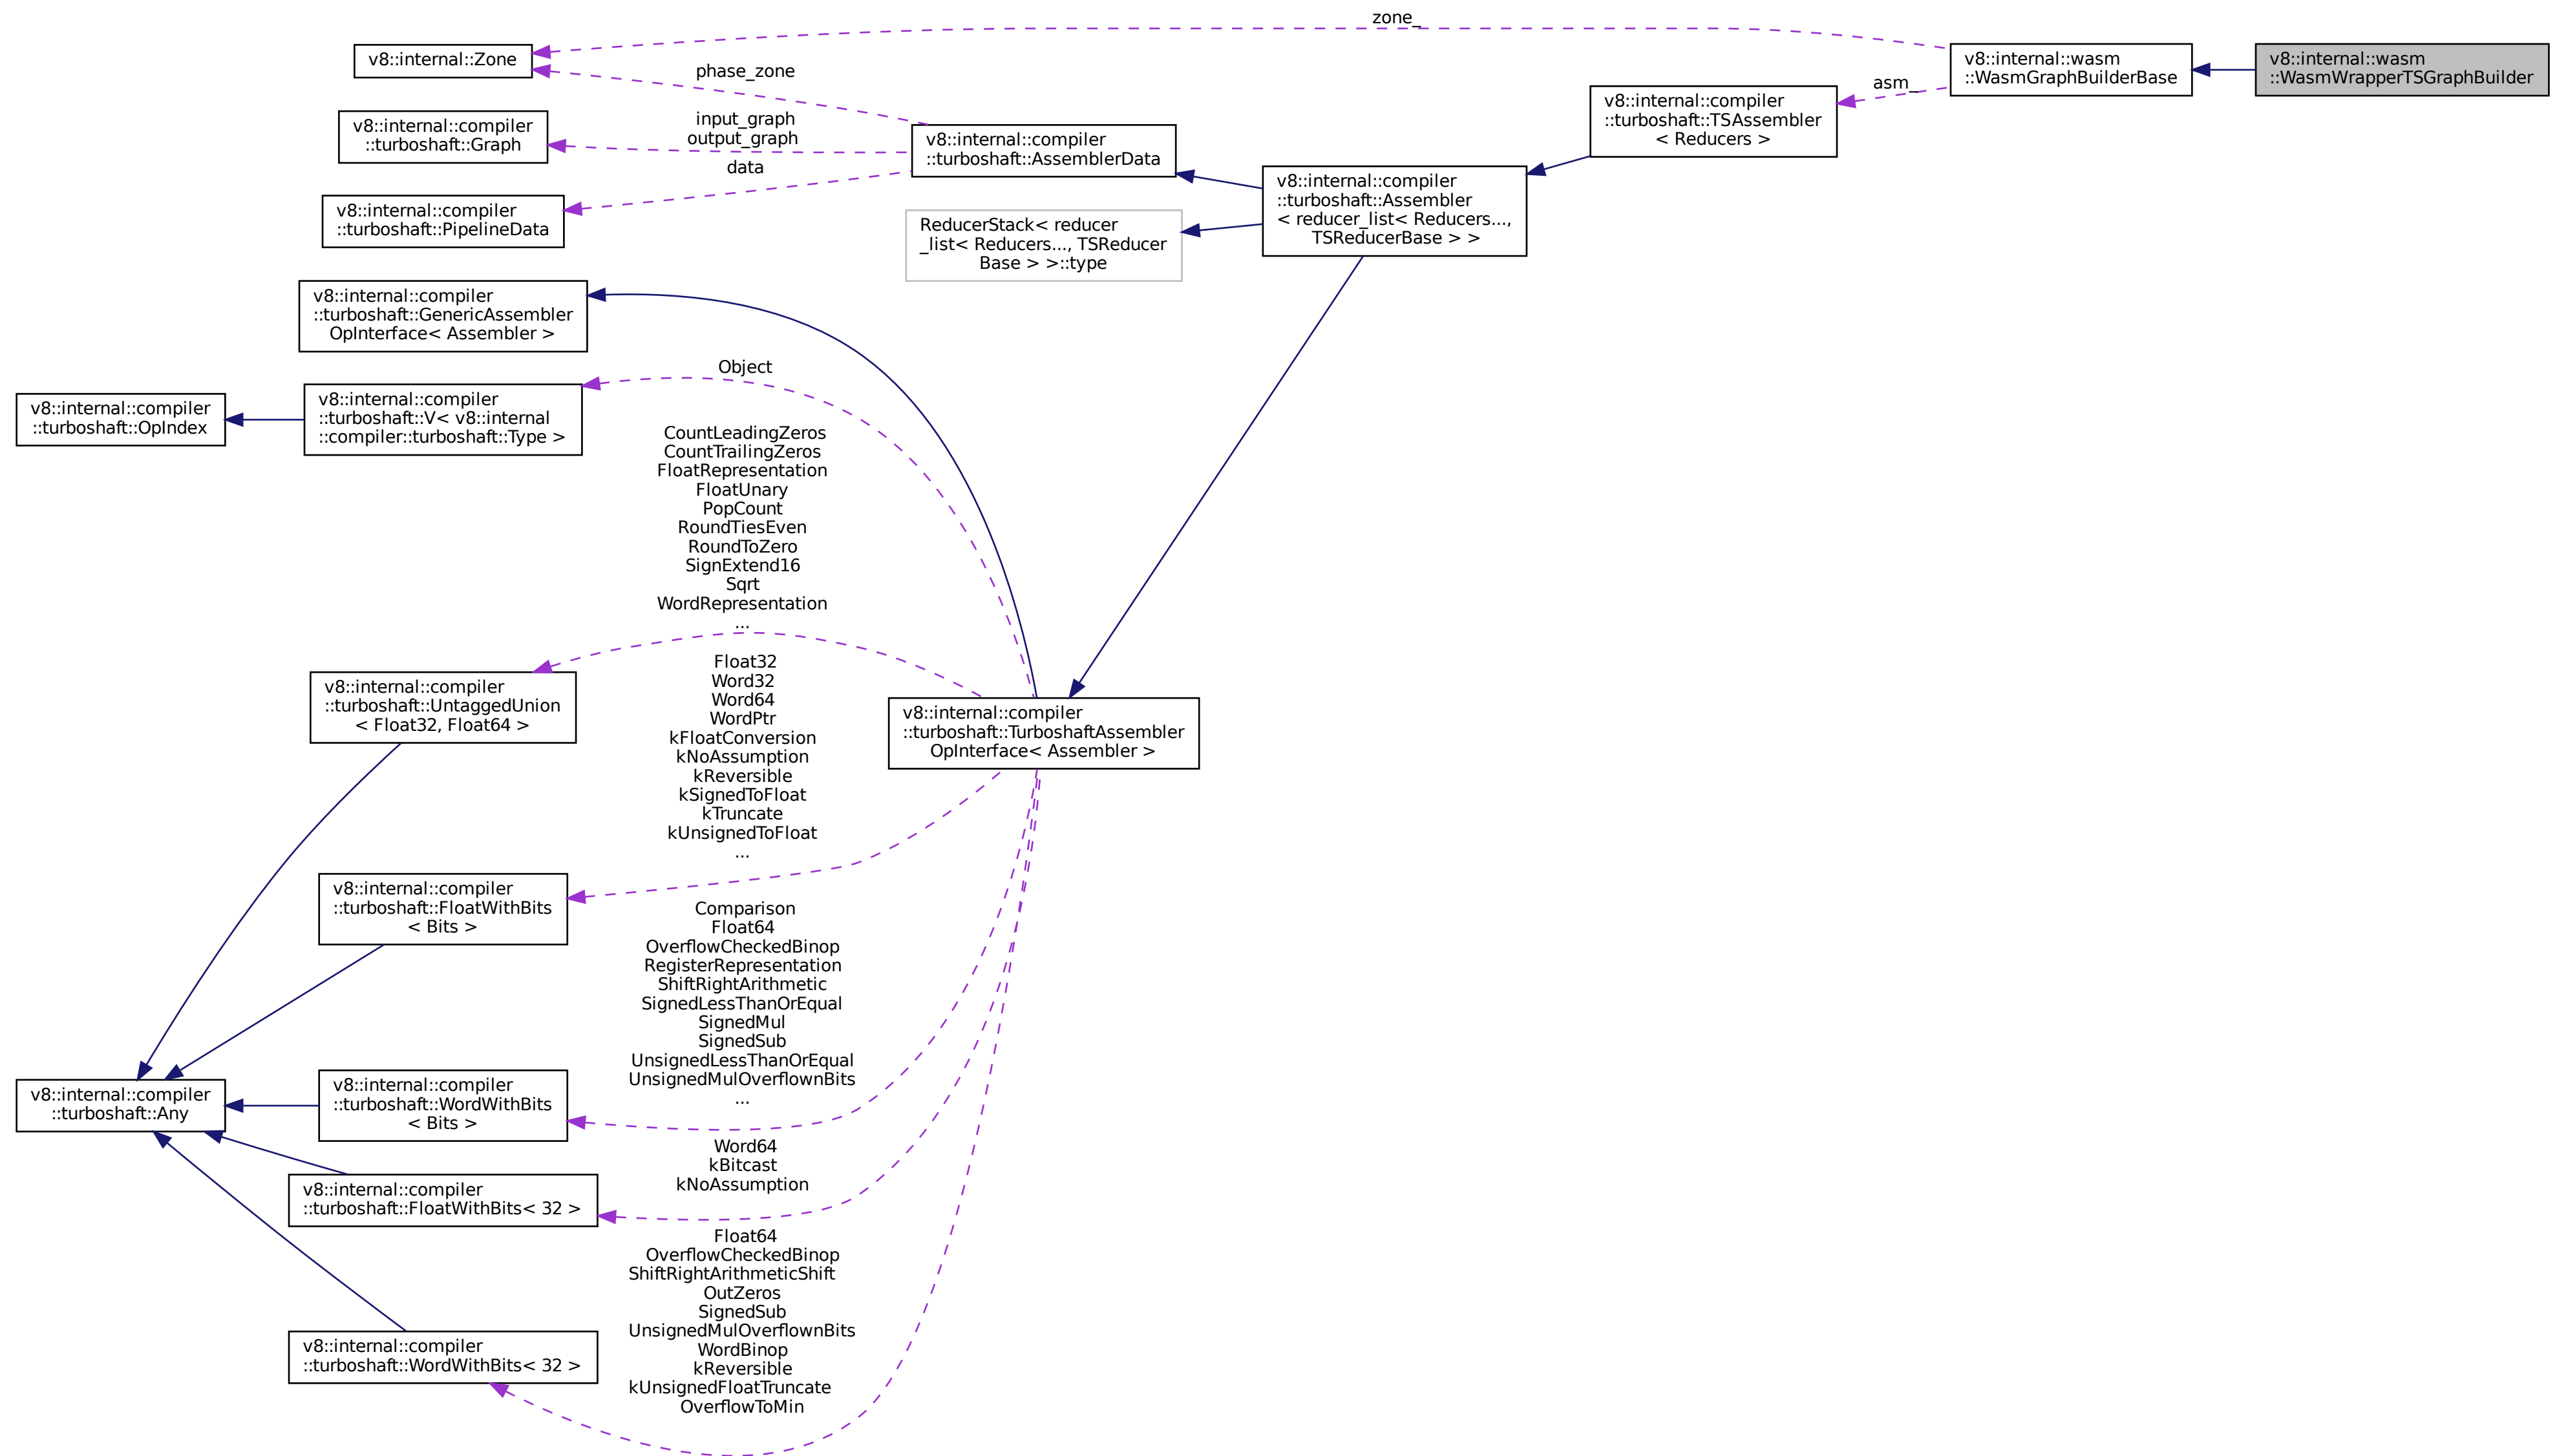 zone_
v8::internal::Zone
v8::internal::wasm
::WasmGraphBuilderBase
v8::internal::wasm
::WasmWrapperTSGraphBuilder
phase_zone
asm_
v8::internal::compiler
::turboshaft::TSAssembler
< Reducers >
v8::internal::compiler
::turboshaft::Graph
input_graph
output_graph
v8::internal::compiler
::turboshaft::AssemblerData
data
v8::internal::compiler
::turboshaft::Assembler
< reducer_list< Reducers...,
TSReducerBase > >
v8::internal::compiler
::turboshaft::PipelineData
ReducerStack< reducer
_list< Reducers..., TSReducer
Base > >::type
v8::internal::compiler
::turboshaft::GenericAssembler
OpInterface< Assembler >
Object
v8::internal::compiler
::turboshaft::OpIndex
v8::internal::compiler
::turboshaft::V< v8::internal
::compiler::turboshaft::Type >
CountLeadingZeros
CountTrailingZeros
FloatRepresentation
FloatUnary
PopCount
RoundTiesEven
RoundToZero
SignExtend16
Sqrt
WordRepresentation
...
v8::internal::compiler
::turboshaft::UntaggedUnion
< Float32, Float64 >
Float32
Word32
Word64
WordPtr
kFloatConversion
kNoAssumption
kReversible
kSignedToFloat
kTruncate
kUnsignedToFloat
...
v8::internal::compiler
::turboshaft::TurboshaftAssembler
OpInterface< Assembler >
v8::internal::compiler
::turboshaft::FloatWithBits
< Bits >
Comparison
Float64
OverflowCheckedBinop
RegisterRepresentation
ShiftRightArithmetic
SignedLessThanOrEqual
SignedMul
SignedSub
UnsignedLessThanOrEqual
UnsignedMulOverflownBits
...
v8::internal::compiler
::turboshaft::Any
v8::internal::compiler
::turboshaft::WordWithBits
< Bits >
Word64
kBitcast
kNoAssumption
v8::internal::compiler
::turboshaft::FloatWithBits< 32 >
Float64
OverflowCheckedBinop
ShiftRightArithmeticShift
OutZeros
SignedSub
UnsignedMulOverflownBits
WordBinop
kReversible
kUnsignedFloatTruncate
OverflowToMin
v8::internal::compiler
::turboshaft::WordWithBits< 32 >